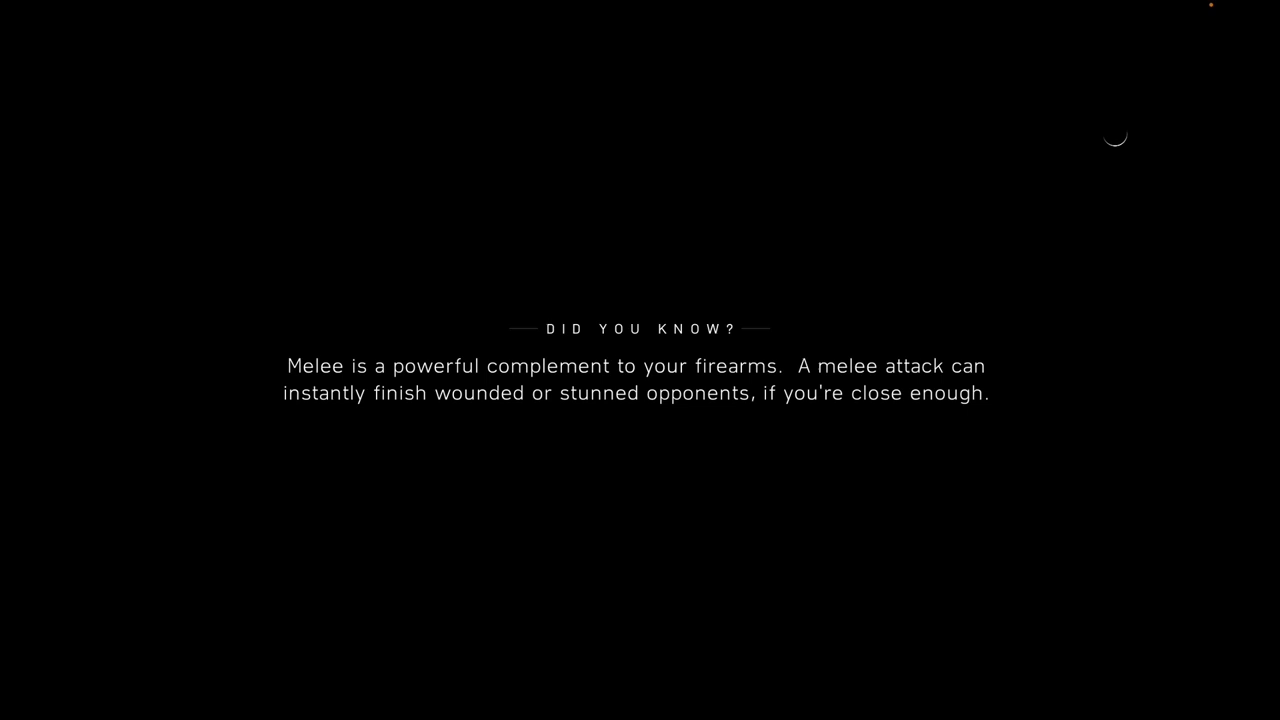 DID YOU KNOW?
Melee is a powerful complement to your firearms.  A melee attack can
instantly finish wounded or stunned opponents, if you're close enough.